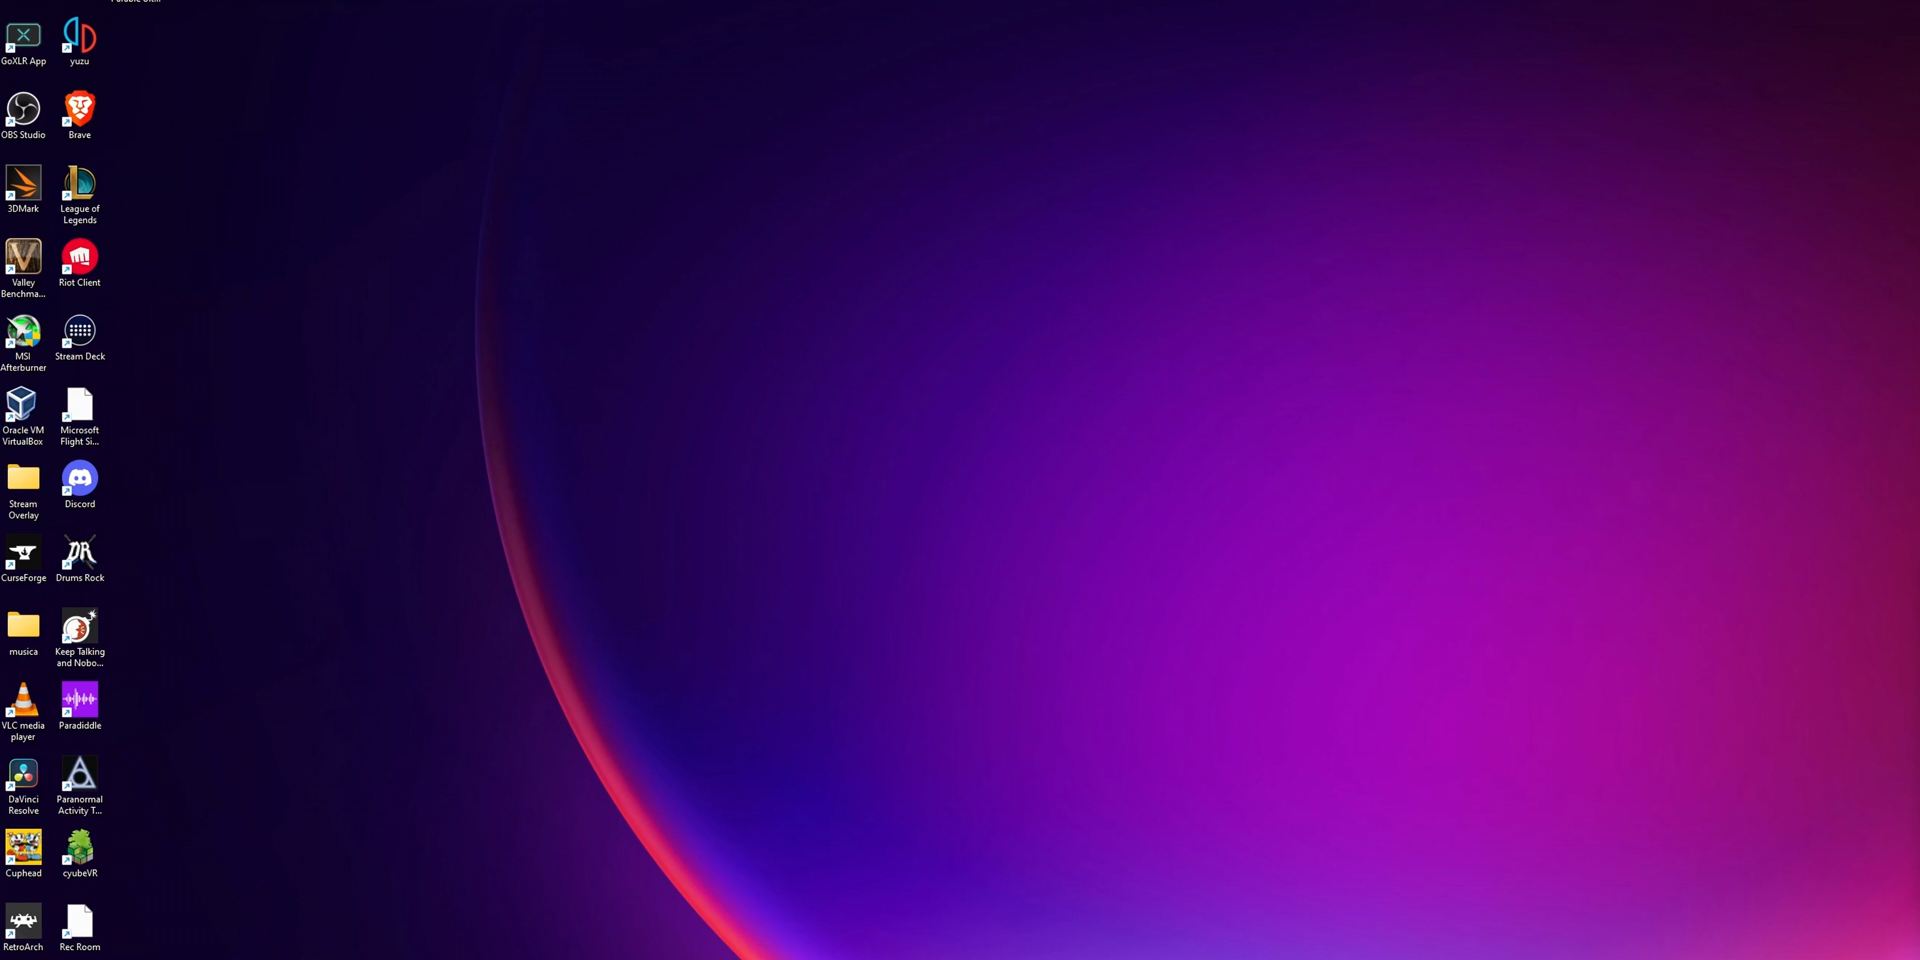 GoXLR App
yuzu
OBS Studio
Brave
3DMark
League of
Legends
Valley
Benchma...
Riot Client
MSI
Afterburner
Stream Deck
Oracle VM
VirtualBox
Microsoft
Flight Si...
Stream
Overlay
Discord
CurseForge
Drums Rock
musica
Keep Talking
and Nobo...
VLC media
player
Paradiddle
DaVinci
Resolve
Paranormal
Activity T...
Cuphead
cyubeVR
RetroArch
Rec Room